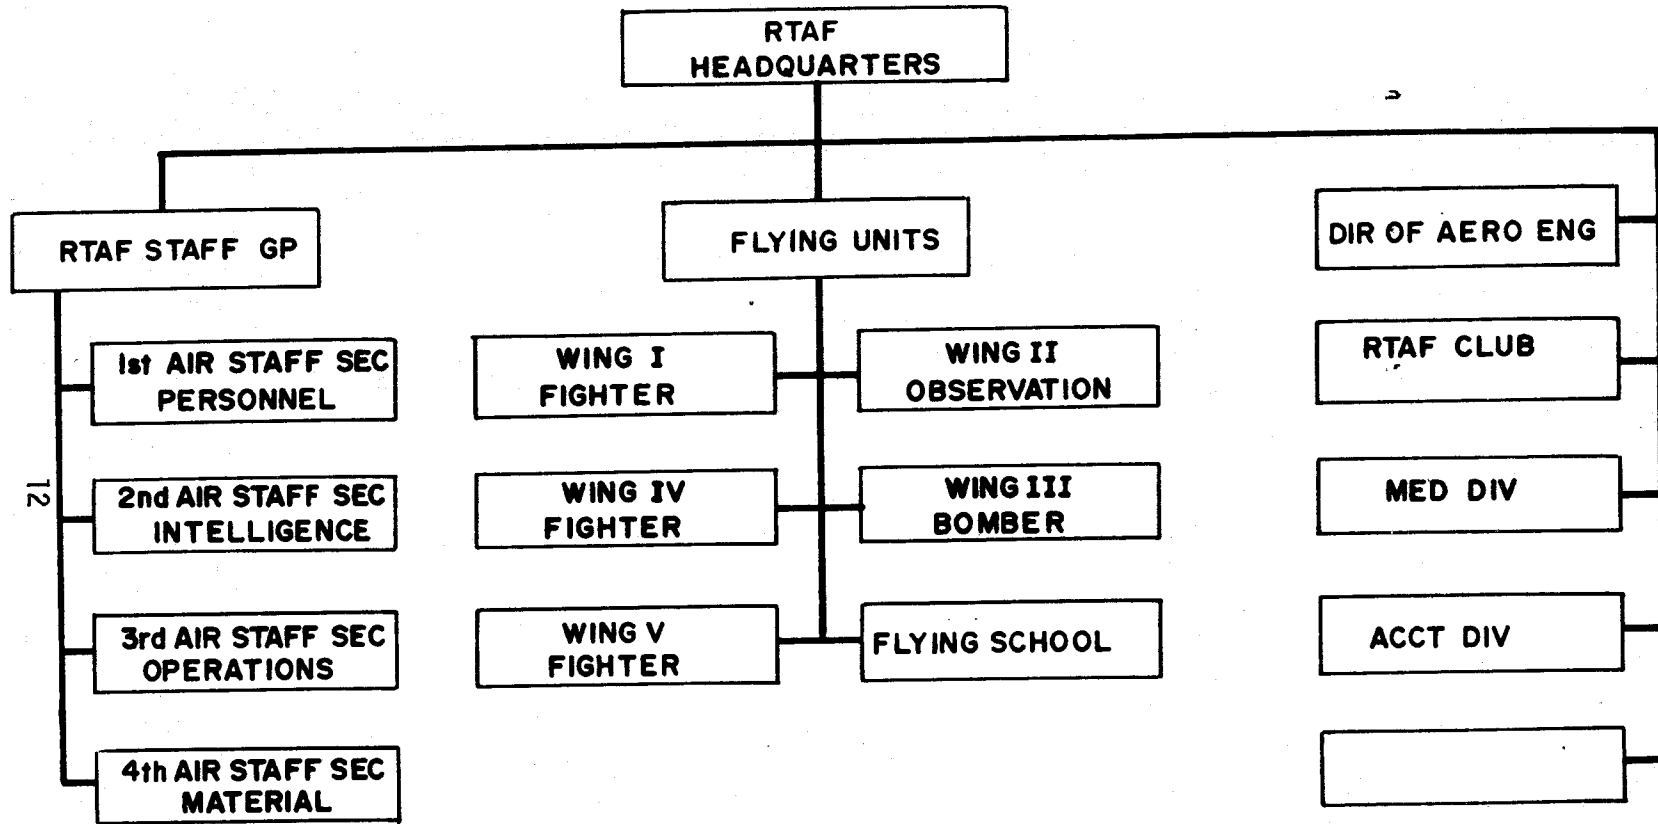 RTAF
HEADQUARTERS
RTAF STAFF GP
FLYING UNITS
DIR OF AERO ENG
1st AIR STAFF SEC
PERSONNEL
WING I
FIGHTER
WING II
OBSERVATION
RTAF CLUB
2nd AIR STAFF SEC
INTELLIGENCE
WING IV
FIGHTER
WING III
BOMBER
MED DIV
12
3rd AIR STAFF SEC
OPERATIONS
WING V
FIGHTER
FLYING SCHOOL
ACCT DIV
4th AIR STAFF SEC
MATERIAL